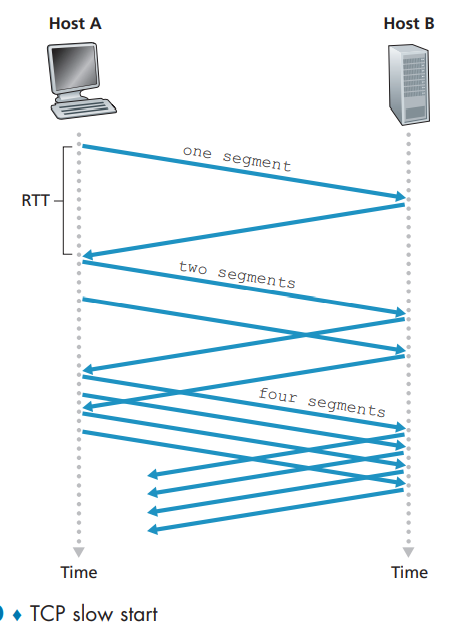 Host A
Host B
one segment
RTT
two segments
four segments
Time
Time
♦ TCP slow start